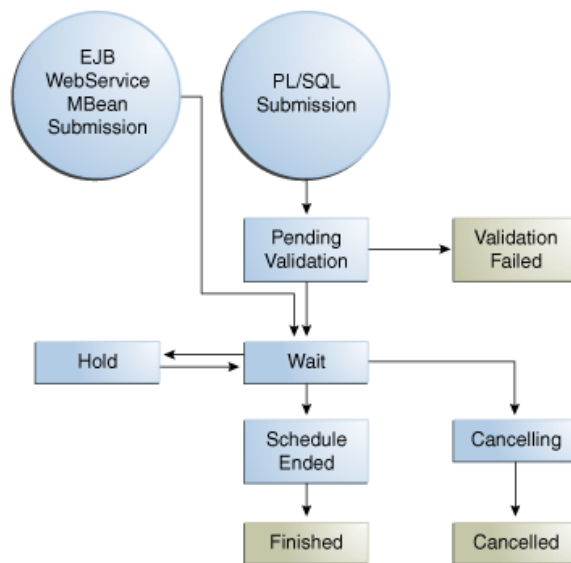 EJB
WebService
MBean
Submission
PL/SQL
Submission
Pending
Validation
Validation
Failed
Hold
Wait
Schedule
Ended
Cancelling
Finished
Cancelled